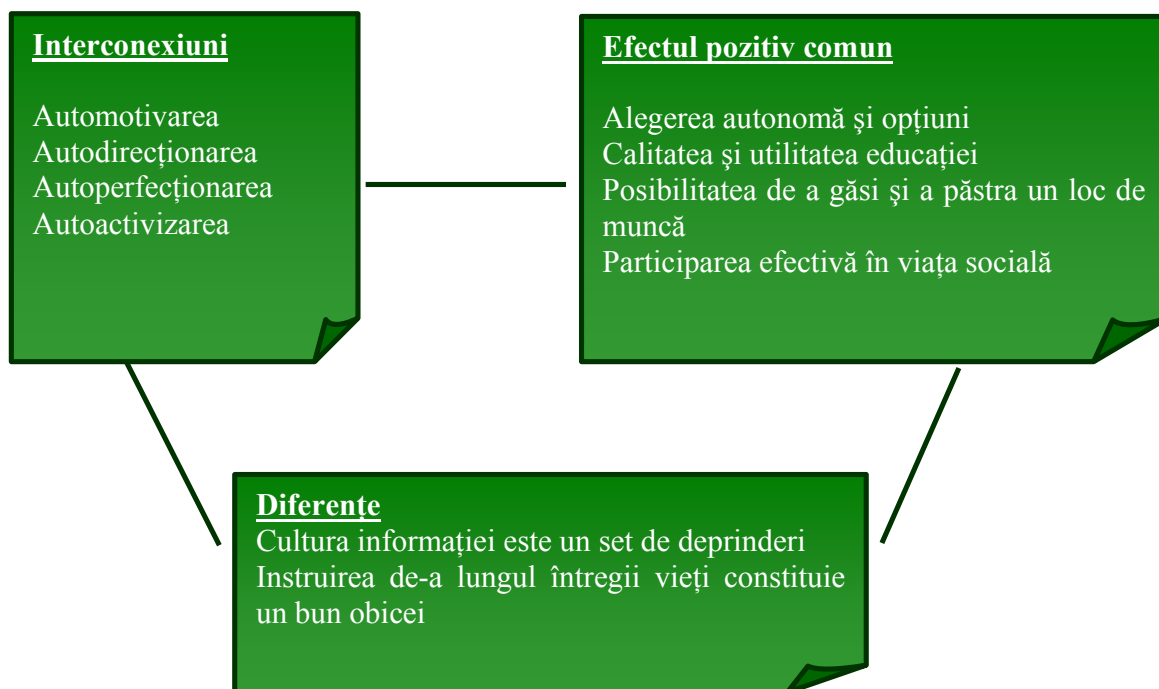 Interconexiuni
Automotivarea
Autodirecționarea
Autoperfecționarea
Autoactivizarea
Efectul pozitiv comun
Alegerea autonomă şi opțiuni
Calitatea şi utilitatea educației
Posibilitatea de a găsi şi a păstra un loc de
muncă
Participarea efectivă în viața socială
Diferențe
Cultura informației este un set de deprinderi
Instruirea de-a lungul întregii vieți constituie
un bun obicei